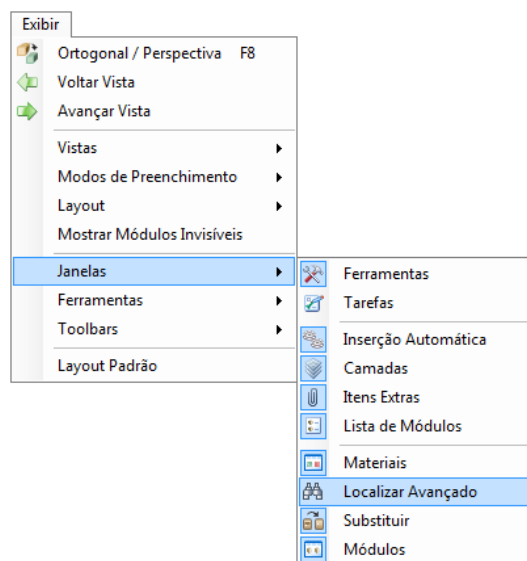 Exibir
Ortogonal / Perspectiva F8
Voltar Vista
Avançar Vista
Vistas
Modos de Preenchimento
Layout
Mostrar Módulos Invisíveis
Janelas
Ferramentas
Toolbars
Layout Padrão
Ferramentas
Tarefas
Inserção Automática
Camadas
Itens Extras
Lista de Módulos
Materiais
Localizar Avançado
Substituir
Módulos